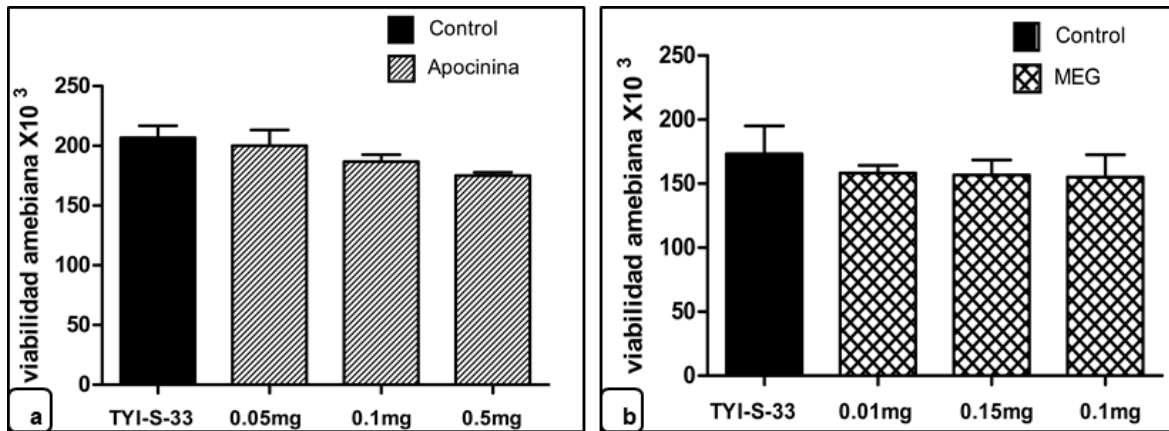 Control
Apocinina
viabilidad amebiana X10 3
250
200
150
100
50
0
TYI-S-33 0.05mg 0.1mg 0.5mg
a
Control
MEG
viabilidad amebiana X10 3
250
200
150
100
50
0
TYI-S-33 0.01mg 0.15mg 0.1mg
b